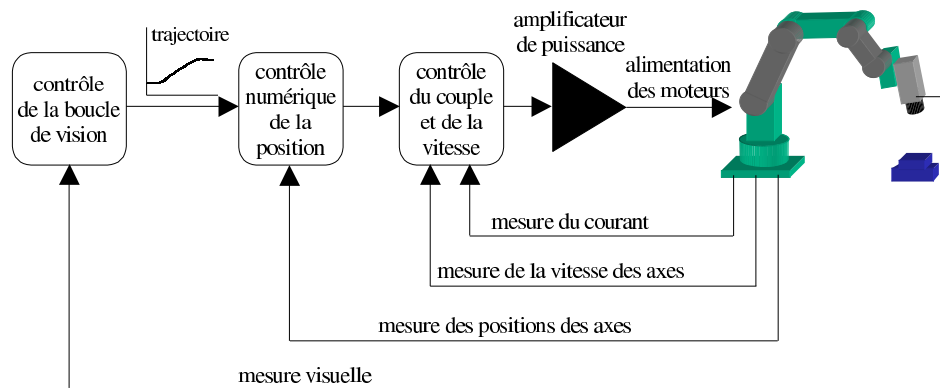 trajectoire
contrôle
de la boucle
de vision
contrôle
numérique
de la
position
contrôle
du couple
et de la
vitesse
amplificateur
de puissance
alimentation
des moteurs
mesure du courant
mesure de la vitesse des axes
mesure des positions des axes
mesure visuelle